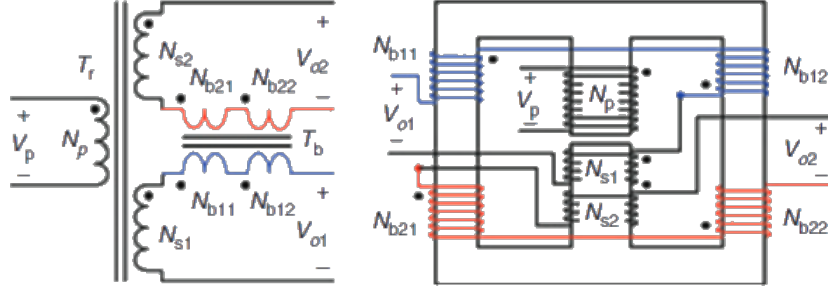 +
N_s2
V_o2
T_r
N_b21
N_b22
−
+
V_p
N_p
−
T_b
N_b11
N_b12
+
N_s1
V_o1
−
N_b11
+
V_o1
−
+
V_p
−
N_p
N_b12
N_s1
+
V_o2
−
N_b21
N_s2
N_b22